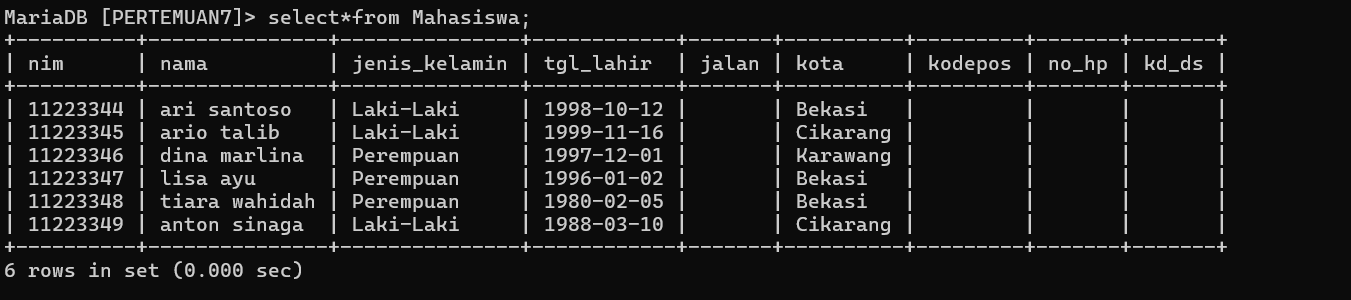 MariaDB [PERTEMUAN7]> select*from Mahasiswa;
+----------+---------------+---------------+------------+-------+----------+---------+-------+-------+
| nim      | nama          | jenis_kelamin | tgl_lahir  | jalan | kota     | kodepos | no_hp | kd_ds |
+----------+---------------+---------------+------------+-------+----------+---------+-------+-------+
| 11223344 | ari santoso   | Laki-Laki     | 1998-10-12 |       | Bekasi   |         |       |       |
| 11223345 | ario talib    | Laki-Laki     | 1999-11-16 |       | Cikarang |         |       |       |
| 11223346 | dina marlina  | Perempuan     | 1997-12-01 |       | Karawang |         |       |       |
| 11223347 | lisa ayu      | Perempuan     | 1996-01-02 |       | Bekasi   |         |       |       |
| 11223348 | tiara wahidah | Perempuan     | 1980-02-05 |       | Bekasi   |         |       |       |
| 11223349 | anton sinaga  | Laki-Laki     | 1988-03-10 |       | Cikarang |         |       |       |
+----------+---------------+---------------+------------+-------+----------+---------+-------+-------+
6 rows in set (0.000 sec)